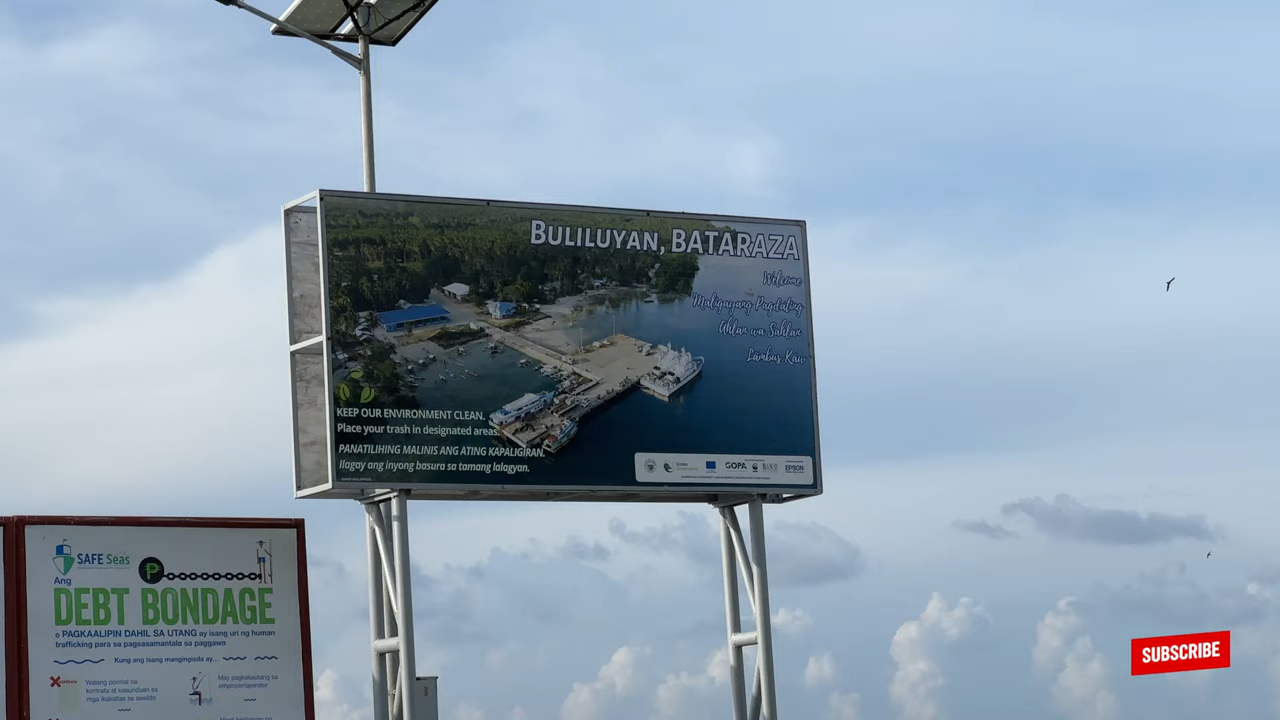 BULILUYAN, BATARAZA
Welcome
Maligayang Pagdating
Ahlan wa Sahlan
Lambus Kaw
KEEP OUR ENVIRONMENT CLEAN.
Place your trash in designated areas.
PANATILIHING MALINIS ANG ATING KAPALIGIRAN.
Ilagay ang inyong basura sa tamang lalagyan.
GOPA
WWF
EPSON
SAFE Seas
Ang
P
DEBT BONDAGE
o PAGKAALIPIN DAHIL SA UTANG ay isang uri ng human
trafficking para sa pagsasamantala sa paggawa
Kung ang isang mangingisda ay...
Walang pormal na
kontrata at kasunduan sa
mga ikakaltas sa sweldo
May pagkakautang sa
employer/operator
SUBSCRIBE